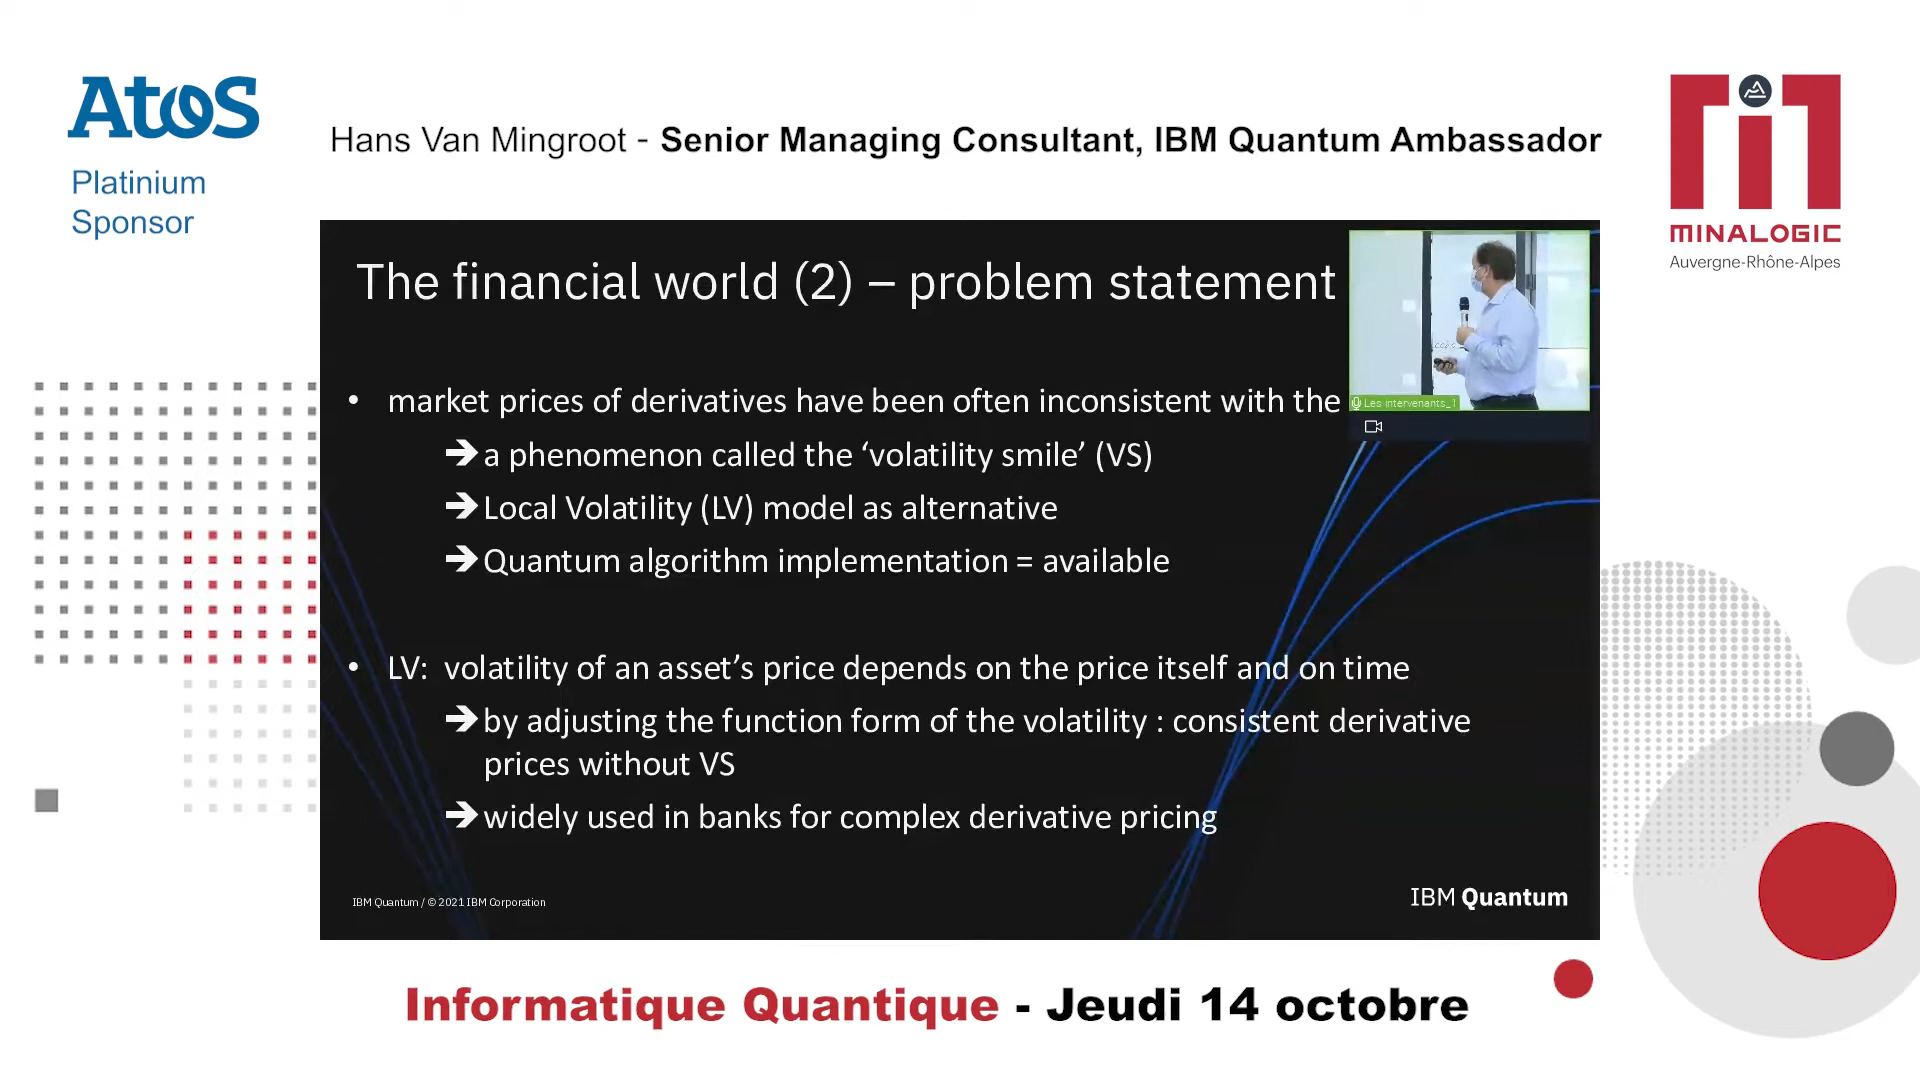 Atos
Platinium
Sponsor
Hans Van Mingroot - Senior Managing Consultant, IBM Quantum Ambassador
MINALOGIC
Auvergne-Rhône-Alpes
The financial world (2) – problem statement
• market prices of derivatives have been often inconsistent with the
➔ a phenomenon called the ‘volatility smile’ (VS)
➔ Local Volatility (LV) model as alternative
➔ Quantum algorithm implementation = available
• LV: volatility of an asset’s price depends on the price itself and on time
➔ by adjusting the function form of the volatility : consistent derivative
prices without VS
➔ widely used in banks for complex derivative pricing
Les intervenants_1
IBM Quantum / © 2021 IBM Corporation
IBM Quantum
Informatique Quantique - Jeudi 14 octobre